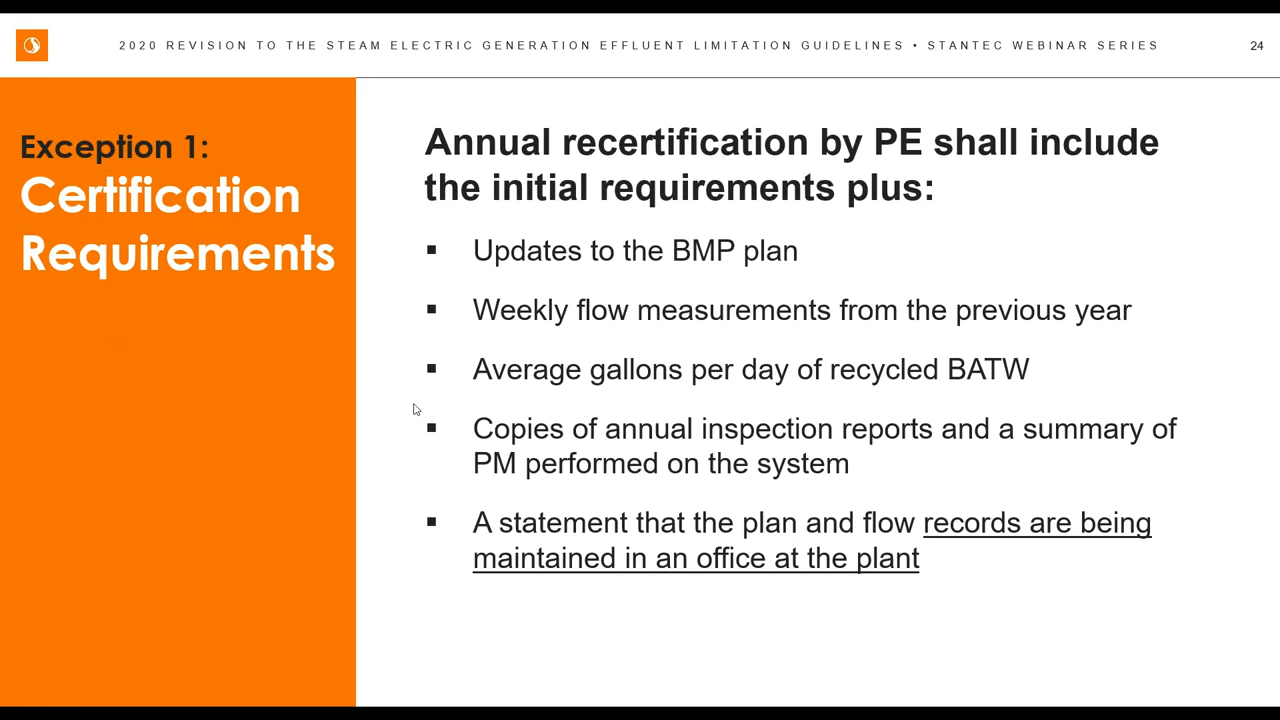 2020 REVISION TO THE STEAM ELECTRIC GENERATION EFFLUENT LIMITATION GUIDELINES • STANTEC WEBINAR SERIES
24
Exception 1:
Certification
Requirements
Annual recertification by PE shall include
the initial requirements plus:
▪ Updates to the BMP plan
▪ Weekly flow measurements from the previous year
▪ Average gallons per day of recycled BATW
▪ Copies of annual inspection reports and a summary of
PM performed on the system
▪ A statement that the plan and flow records are being
maintained in an office at the plant